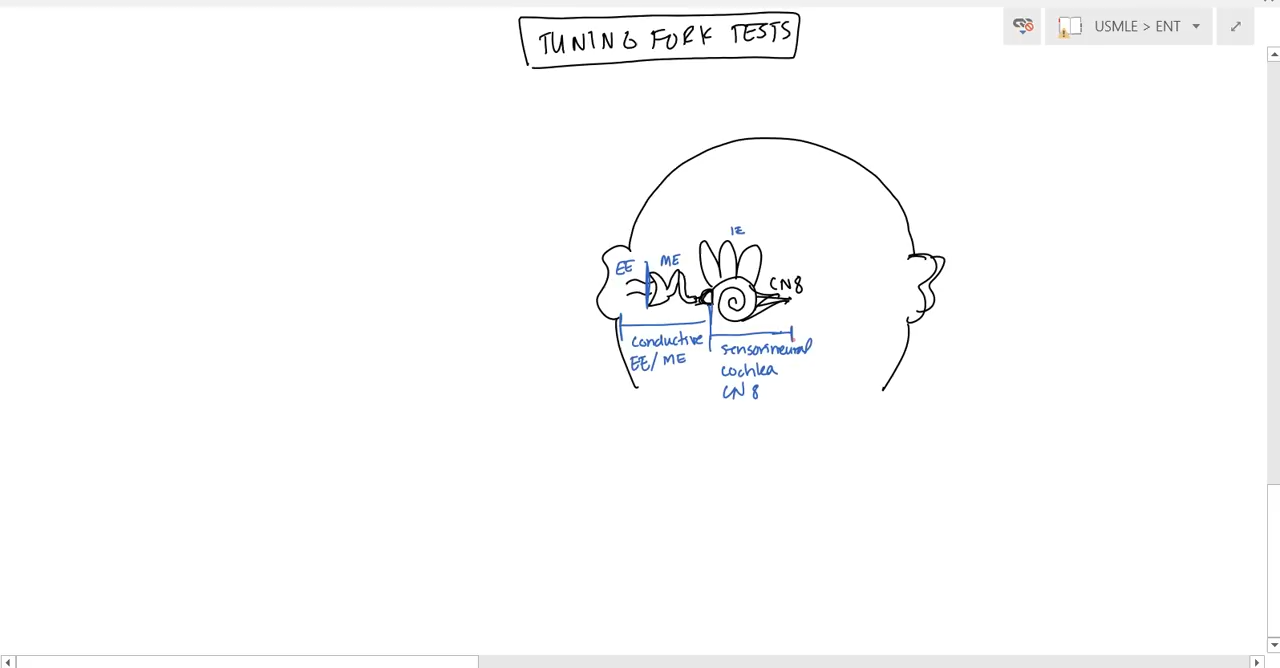 TUNING FORK TESTS
USMLE > ENT
IE
EE
ME
CN8
conductive
EE/ME
sensorineural
cochlea
CN 8